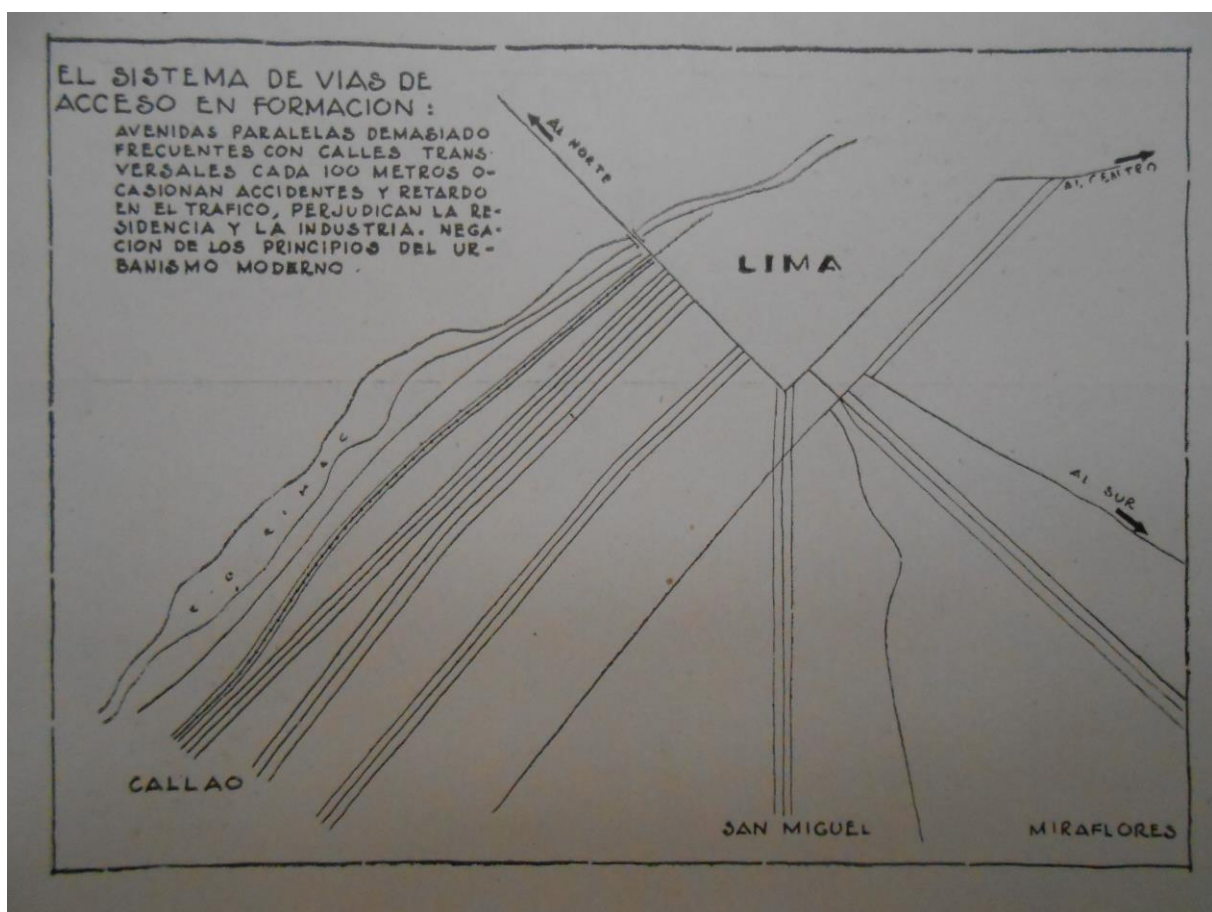 EL SISTEMA DE VIAS DE
ACCESO EN FORMACION :
AVENIDAS PARALELAS DEMASIADO
FRECUENTES CON CALLES TRANS-
VERSALES CADA 100 METROS O-
CASIONAN ACCIDENTES Y RETARDO
EN EL TRAFICO, PERJUDICAN LA RE-
SIDENCIA Y LA INDUSTRIA. NEGA-
CION DE LOS PRINCIPIOS DEL UR-
BANISMO MODERNO .
AL NORTE
AL CENTRO
LIMA
RIO RIMAC
AL SUR
CALLAO
SAN MIGUEL
MIRAFLORES